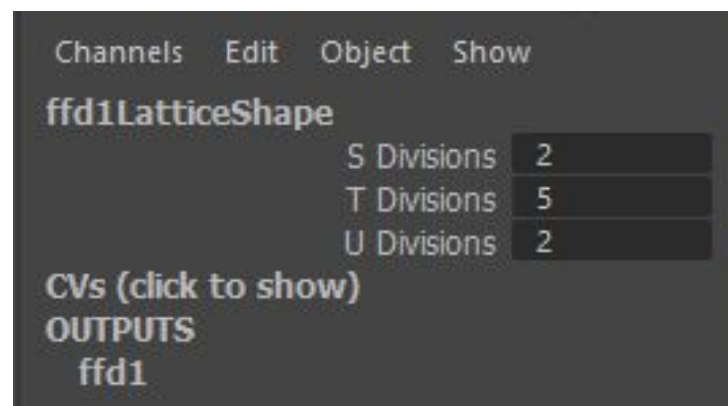 Channels Edit Object Show
ffd1LatticeShape
S Divisions 2
T Divisions 5
U Divisions 2
CVs (click to show)
OUTPUTS
ffd1